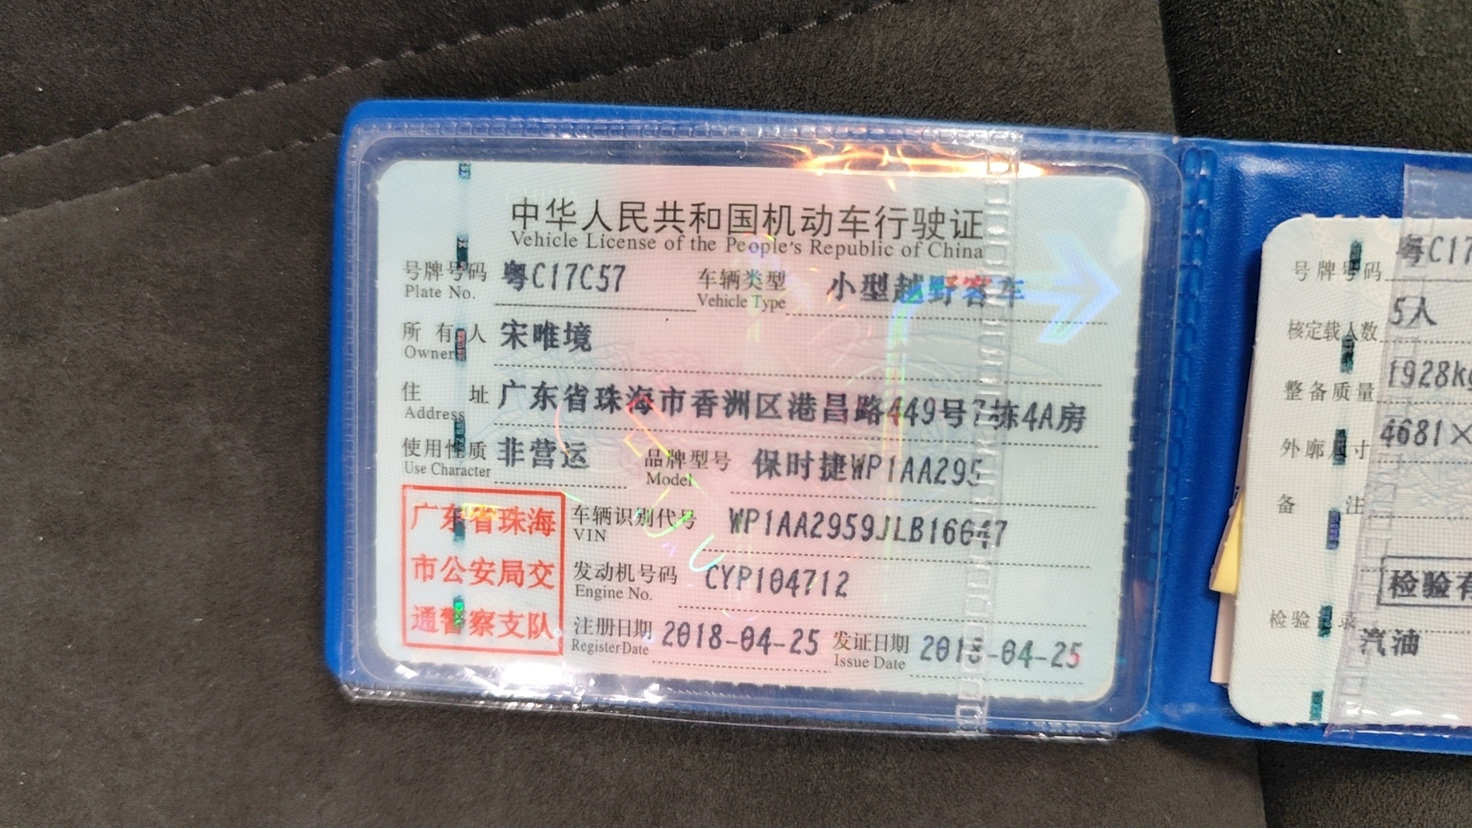 中华人民共和国机动车行驶证
Vehicle License of the People's Republic of China
号牌号码 粤C17C57 车辆类型 小型越野客车
Plate No. Vehicle Type
所有人 宋唯境
Owner
住址 广东省珠海市香洲区港昌路449号7栋4A房
Address
使用性质 非营运 品牌型号 保时捷WP1AA295
Use Character Model
广东省珠海
市公安局交
通警察支队
车辆识别代号 WP1AA2959JLB16647
VIN
发动机号码 CYP104712
Engine No.
注册日期 2018-04-25 发证日期 2018-04-25
Register Date Issue Date
号牌号码 粤C17
核定载人数 5人
整备质量 1928kg
外廓尺寸 4681×
备注
检验有
检验记录
汽油